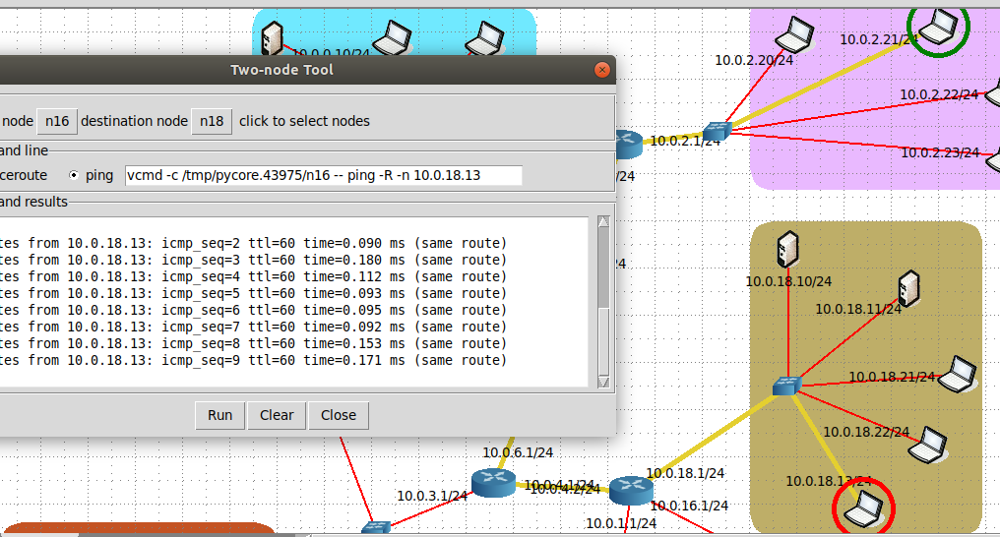 10.0.0.10/24
10.0.2.20/24
10.0.2.21/24
10.0.2.22/24
10.0.2.23/24
10.0.2.1/24
Two-node Tool
node n16 destination node n18 click to select nodes
and line
ceroute ping vcmd -c /tmp/pycore.43975/n16 -- ping -R -n 10.0.18.13
and results
tes from 10.0.18.13: icmp_seq=2 ttl=60 time=0.090 ms (same route)
tes from 10.0.18.13: icmp_seq=3 ttl=60 time=0.180 ms (same route)
tes from 10.0.18.13: icmp_seq=4 ttl=60 time=0.112 ms (same route)
tes from 10.0.18.13: icmp_seq=5 ttl=60 time=0.093 ms (same route)
tes from 10.0.18.13: icmp_seq=6 ttl=60 time=0.095 ms (same route)
tes from 10.0.18.13: icmp_seq=7 ttl=60 time=0.092 ms (same route)
tes from 10.0.18.13: icmp_seq=8 ttl=60 time=0.153 ms (same route)
tes from 10.0.18.13: icmp_seq=9 ttl=60 time=0.171 ms (same route)
Run Clear Close
/24
/24
10.0.18.10/24
10.0.18.11/24
10.0.18.21/24
10.0.18.22/24
10.0.18.13/24
10.0.6.1/24
10.0.18.1/24
10.0.4.1/24
10.0.4.2/24
10.0.3.1/24
10.0.16.1/24
10.0.1.1/24